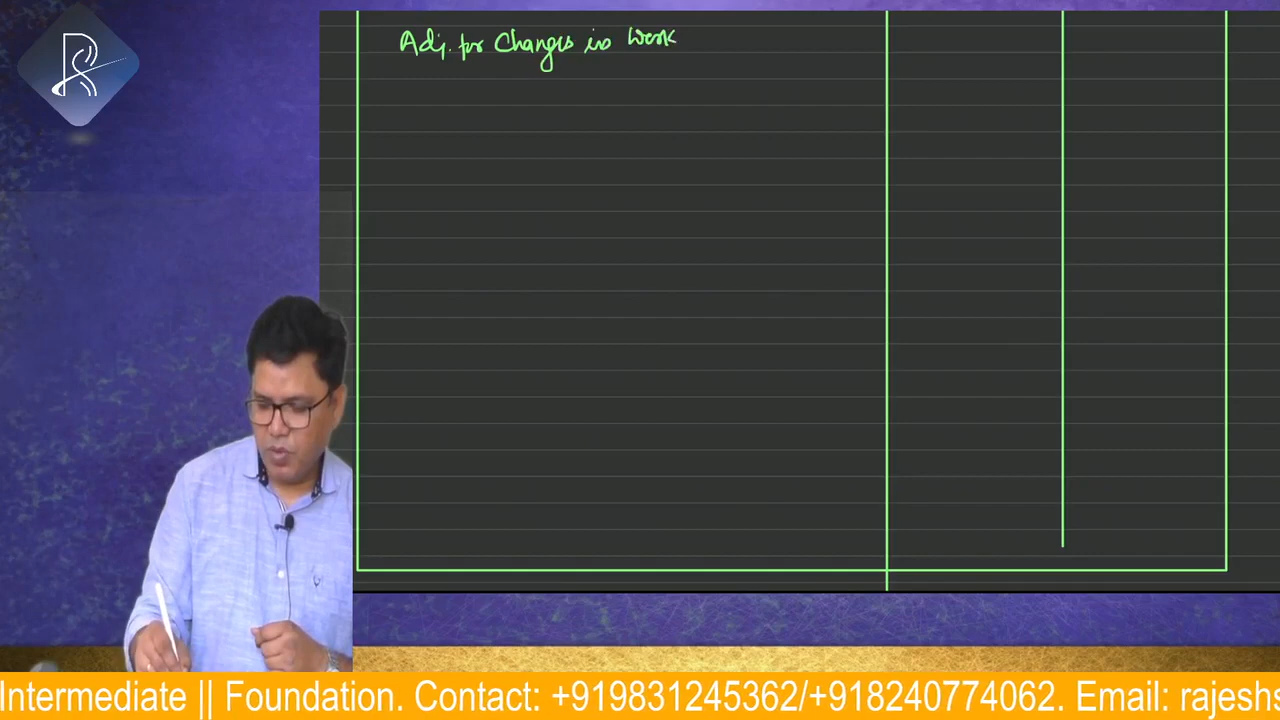 Adj. for Changes in Work
Intermediate || Foundation. Contact: +919831245362/+918240774062. Email: rajeshs